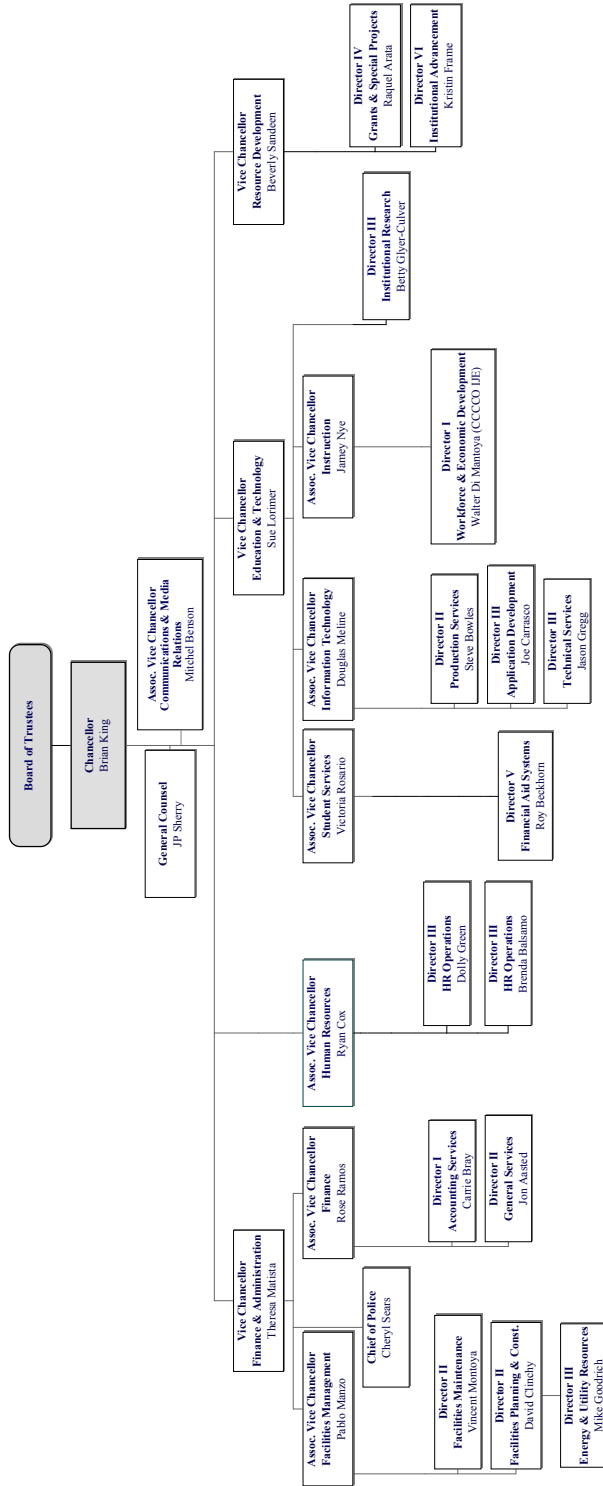 Board of Trustees
Chancellor
Brian King
General Counsel
JP Sherry
Assoc. Vice Chancellor
Communications & Media
Relations
Mitchel Benson
Vice Chancellor
Finance & Administration
Theresa Matista
Assoc. Vice Chancellor
Facilities Management
Pablo Manzo
Director II
Facilities Maintenance
Vincent Montoya
Director II
Facilities Planning & Const.
David Clinchy
Director III
Energy & Utility Resources
Mike Goodrich
Chief of Police
Cheryl Sears
Assoc. Vice Chancellor
Finance
Rose Ramos
Director I
Accounting Services
Carrie Bray
Director II
General Services
Jon Aasted
Assoc. Vice Chancellor
Human Resources
Ryan Cox
Director III
HR Operations
Dolly Green
Director III
HR Operations
Brenda Balsamo
Vice Chancellor
Education & Technology
Sue Lorimer
Assoc. Vice Chancellor
Student Services
Victoria Rosario
Director V
Financial Aid Systems
Roy Beckhorn
Assoc. Vice Chancellor
Information Technology
Douglas Meline
Director II
Production Services
Steve Bowles
Director III
Application Development
Joe Carrasco
Director III
Technical Services
Jason Gregg
Assoc. Vice Chancellor
Instruction
Jamey Nye
Director I
Workforce & Economic Development
Walter Di Mantoya (CCCCO IJE)
Director III
Institutional Research
Betty Glyer-Culver
Vice Chancellor
Resource Development
Beverly Sandeen
Director IV
Grants & Special Projects
Raquel Arata
Director VI
Institutional Advancement
Kristin Frame